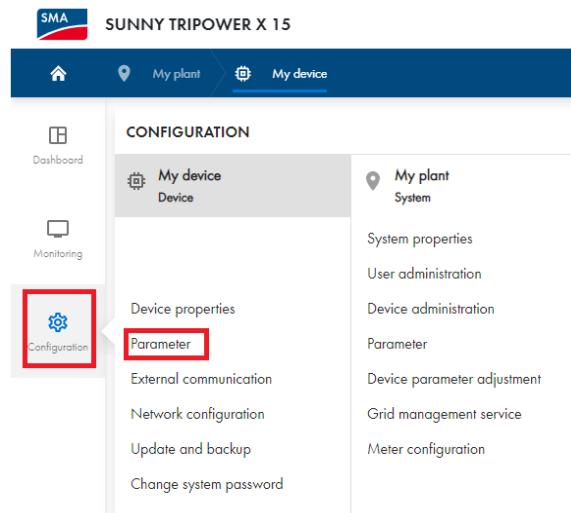 SMA
SUNNY TRIPOWER X 15
My plant
My device
Dashboard
Monitoring
Configuration
CONFIGURATION
My device
Device
Device properties
Parameter
External communication
Network configuration
Update and backup
Change system password
My plant
System
System properties
User administration
Device administration
Parameter
Device parameter adjustment
Grid management service
Meter configuration